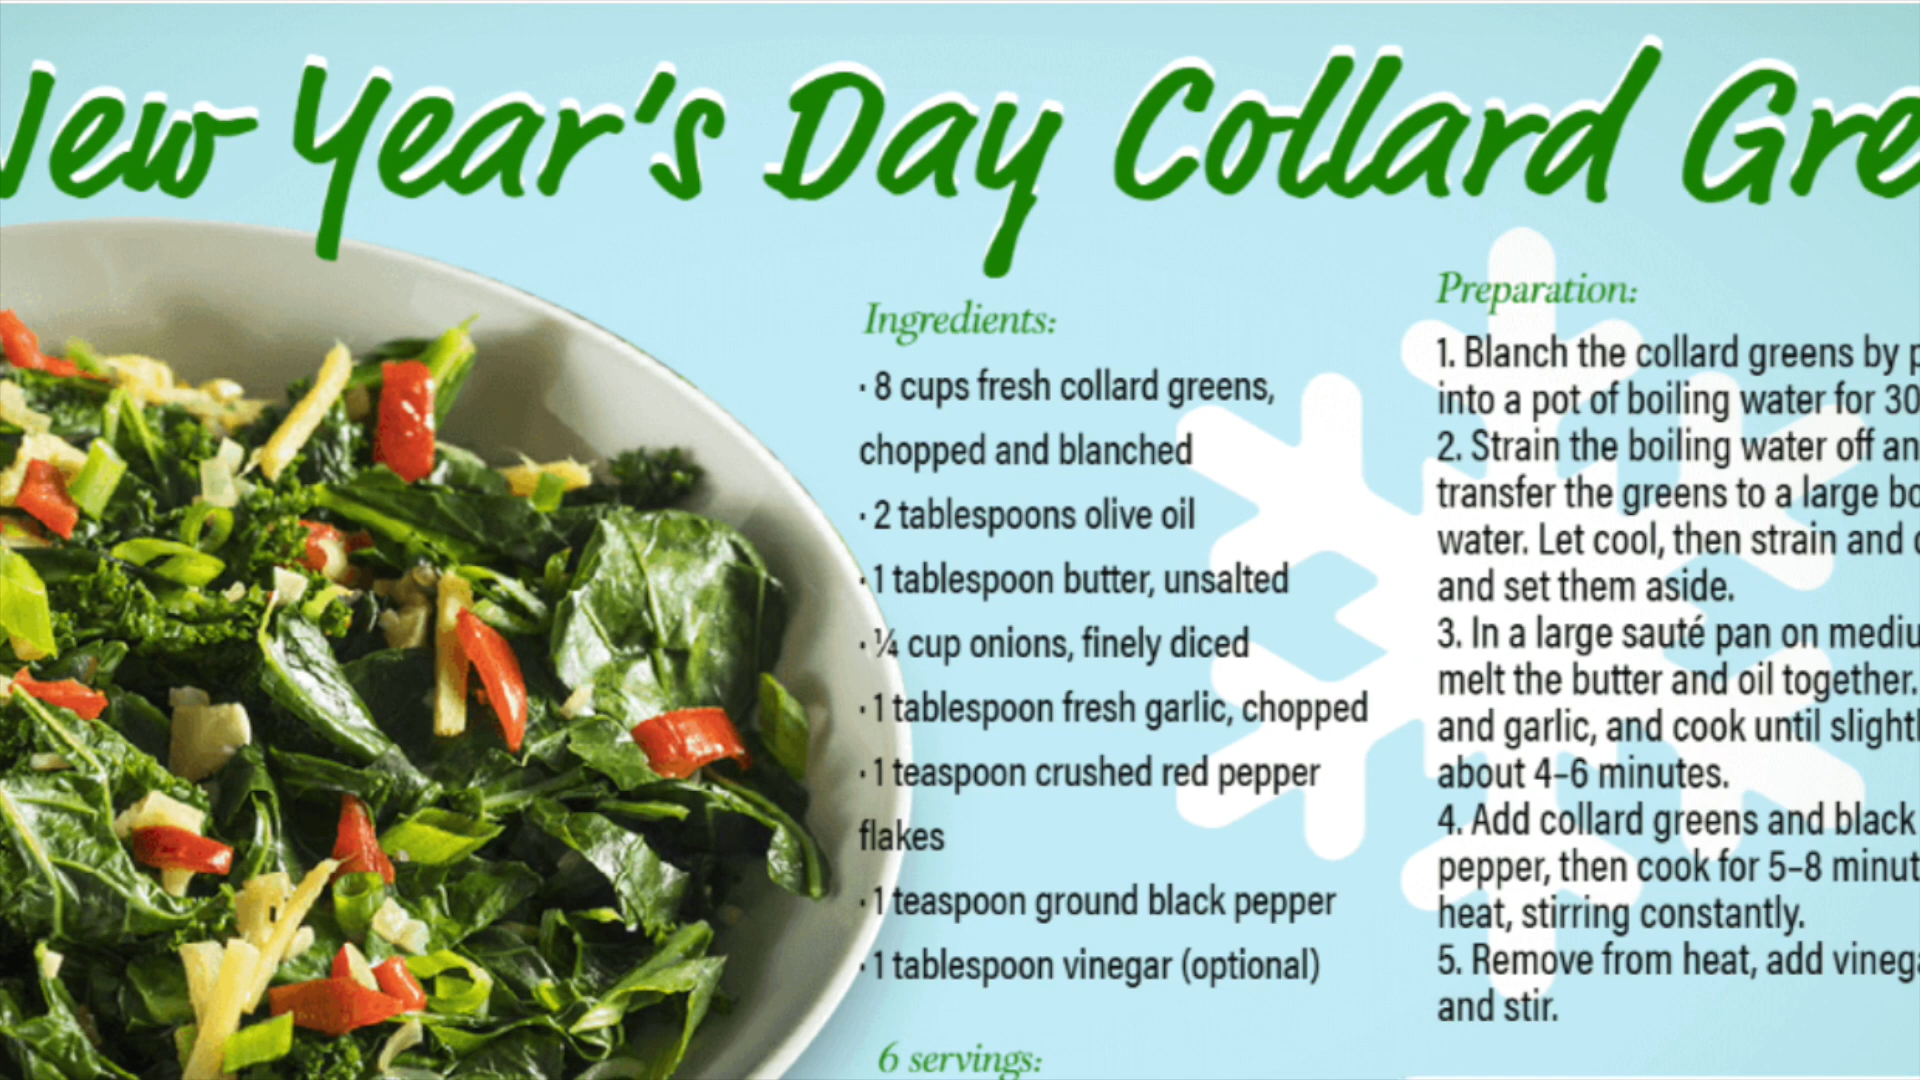 New Year's Day Collard Gre
Ingredients:
· 8 cups fresh collard greens,
chopped and blanched
· 2 tablespoons olive oil
· 1 tablespoon butter, unsalted
· ¼ cup onions, finely diced
· 1 tablespoon fresh garlic, chopped
· 1 teaspoon crushed red pepper
flakes
· 1 teaspoon ground black pepper
· 1 tablespoon vinegar (optional)
6 servings:
Preparation:
1. Blanch the collard greens by
into a pot of boiling water for 30
2. Strain the boiling water off
transfer the greens to a large
water. Let cool, then strain and
and set them aside.
3. In a large sauté pan on
melt the butter and oil together.
and garlic, and cook until
about 4–6 minutes.
4. Add collard greens and black
pepper, then cook for 5–8
heat, stirring constantly.
5. Remove from heat, add
and stir.